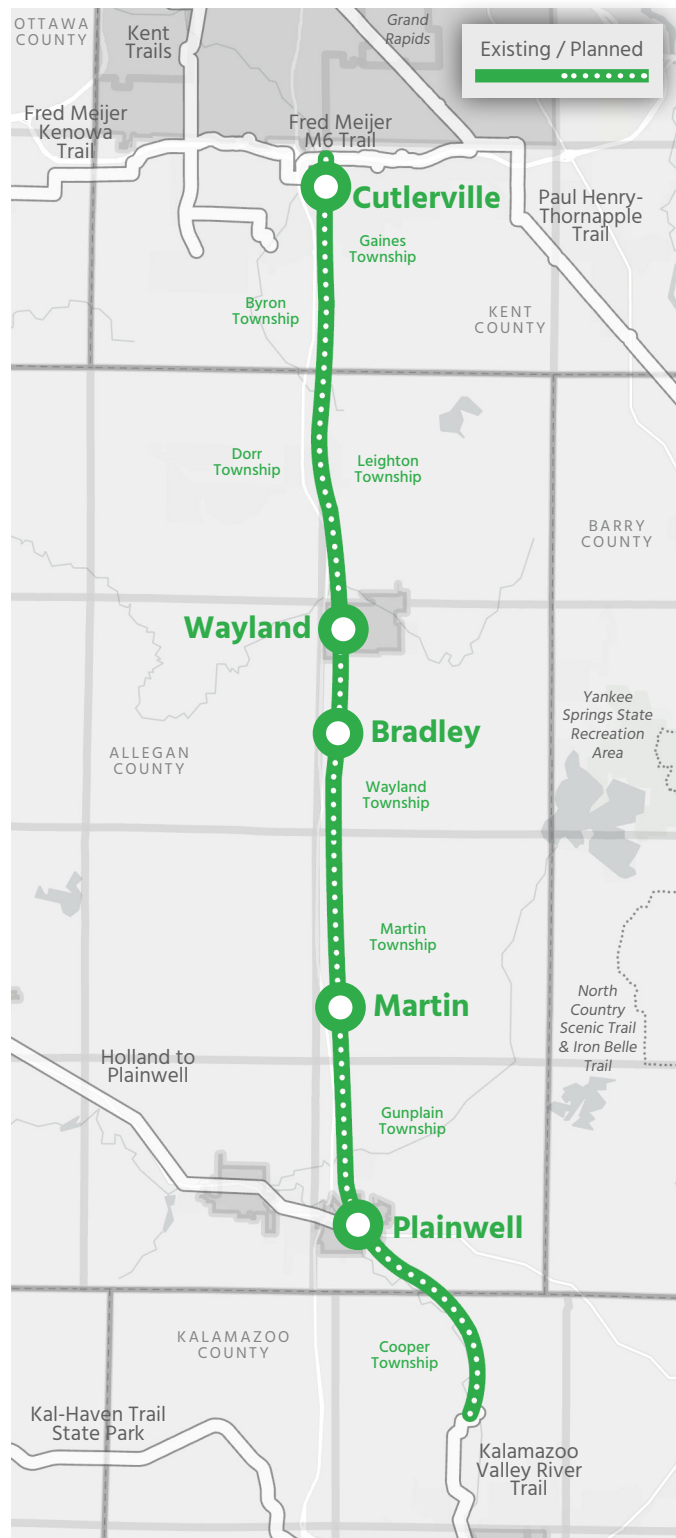 OTTAWA
COUNTY
Kent
Trails
Grand
Rapids
Existing / Planned
Fred Meijer
Kenowa
Trail
Fred Meijer
M6 Trail
Cutlerville
Paul Henry-
Thornapple
Trail
Gaines
Township
Byron
Township
KENT
COUNTY
Dorr
Township
Leighton
Township
BARRY
COUNTY
Wayland
Bradley
Yankee
Springs State
Recreation
Area
ALLEGAN
COUNTY
Wayland
Township
Martin
Township
Martin
North
Country
Scenic Trail
& Iron Belle
Trail
Holland to
Plainwell
Gunplain
Township
Plainwell
KALAMAZOO
COUNTY
Cooper
Township
Kal-Haven Trail
State Park
Kalamazoo
Valley River
Trail